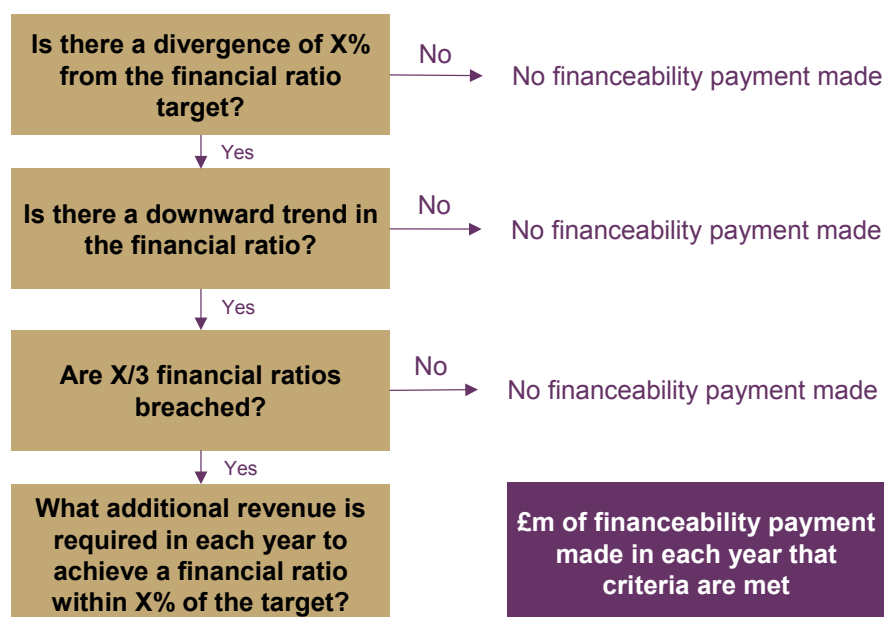 Is there a divergence of X%
from the financial ratio
target?
No
No financeability payment made
Yes
Is there a downward trend in
the financial ratio?
No
No financeability payment made
Yes
Are X/3 financial ratios
breached?
No
No financeability payment made
Yes
What additional revenue is
required in each year to
achieve a financial ratio
within X% of the target?
£m of financeability payment
made in each year that
criteria are met